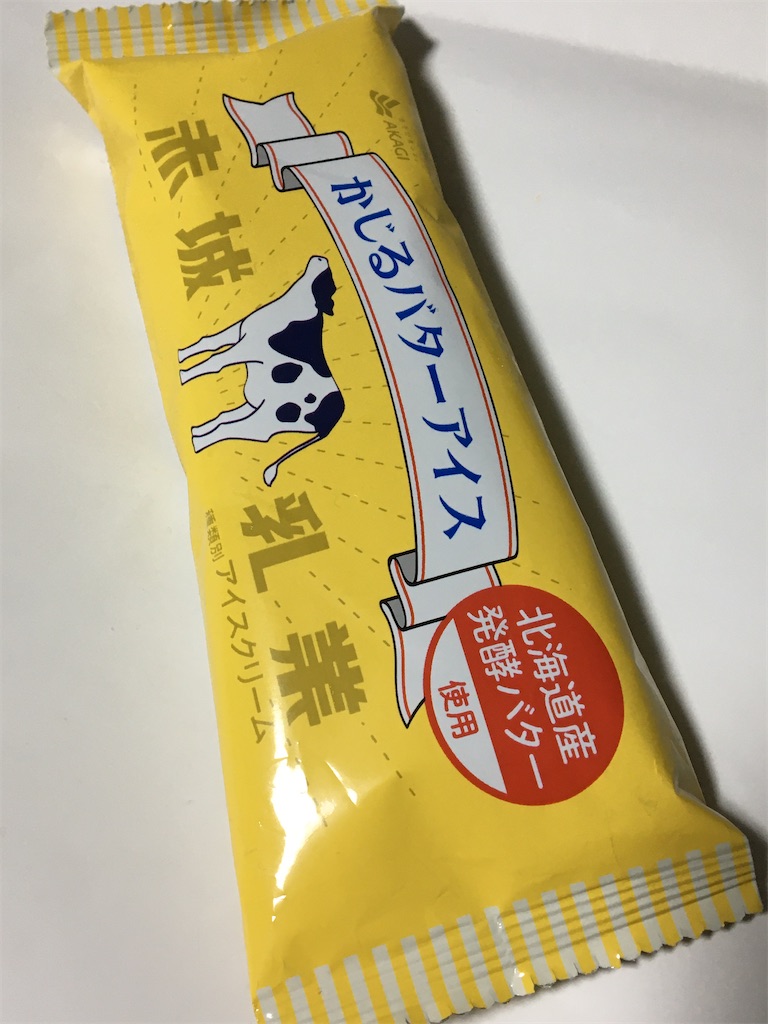 AKAGI
かじるバターアイス
赤城乳業
種類別 アイスクリーム
北海道産
発酵バター
使用